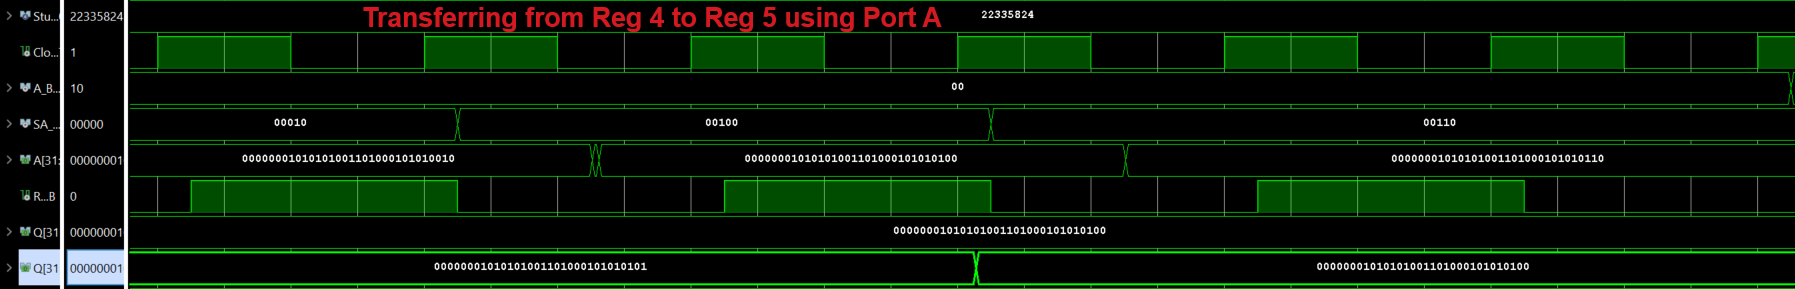 Transferring from Reg 4 to Reg 5 using Port A
Stu... 22335824 22335824
Clo... 1
A_B... 10 00
SA_... 00000 00010 00100 00110
A[31: 00000001 00000001010101001101000101010010 00000001010101001101000101010100 00000001010101001101000101010110
R...B 0
Q[31 00000001 00000001010101001101000101010100
Q[31 00000001 00000001010101001101000101010101 00000001010101001101000101010100